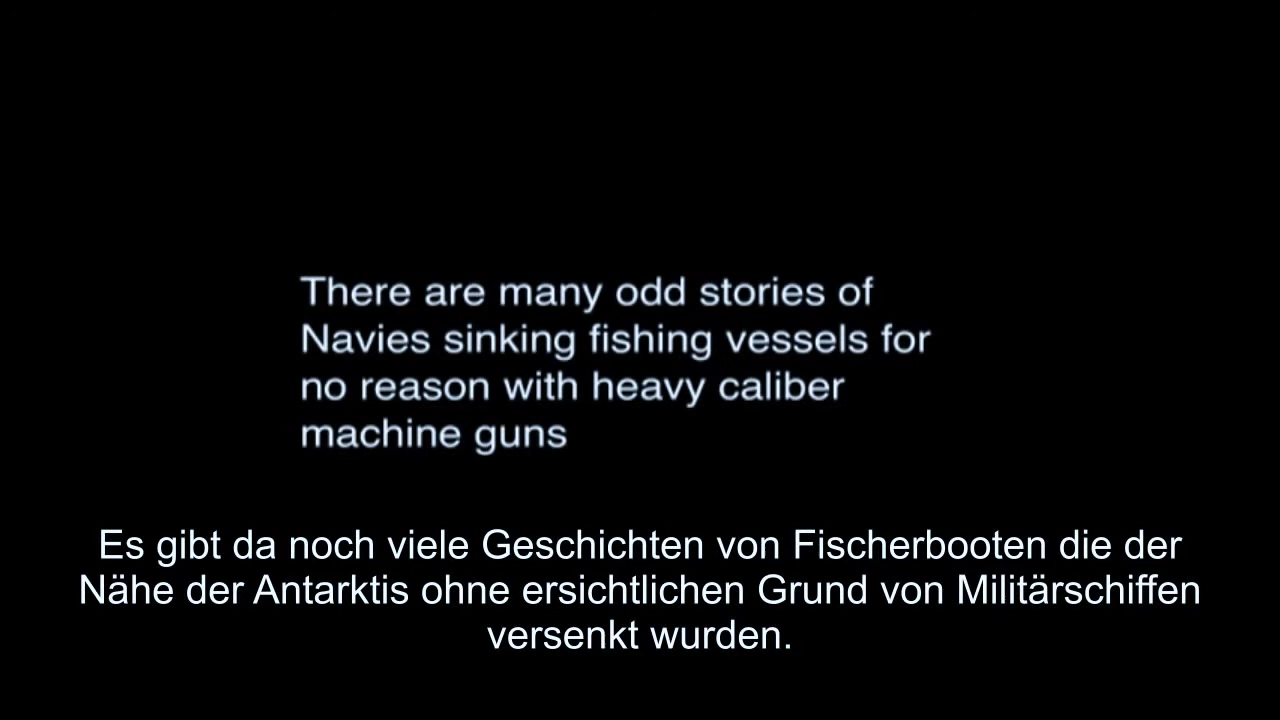 There are many odd stories of
Navies sinking fishing vessels for
no reason with heavy caliber
machine guns
Es gibt da noch viele Geschichten von Fischerbooten die der
Nähe der Antarktis ohne ersichtlichen Grund von Militärschiffen
versenkt wurden.